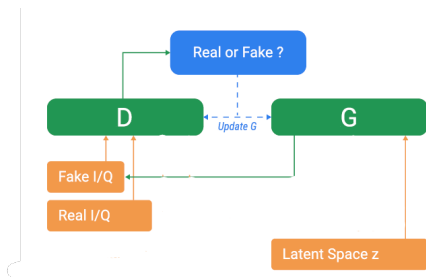 Real or Fake ?
D
G
Update G
Fake I/Q
Real I/Q
Latent Space z